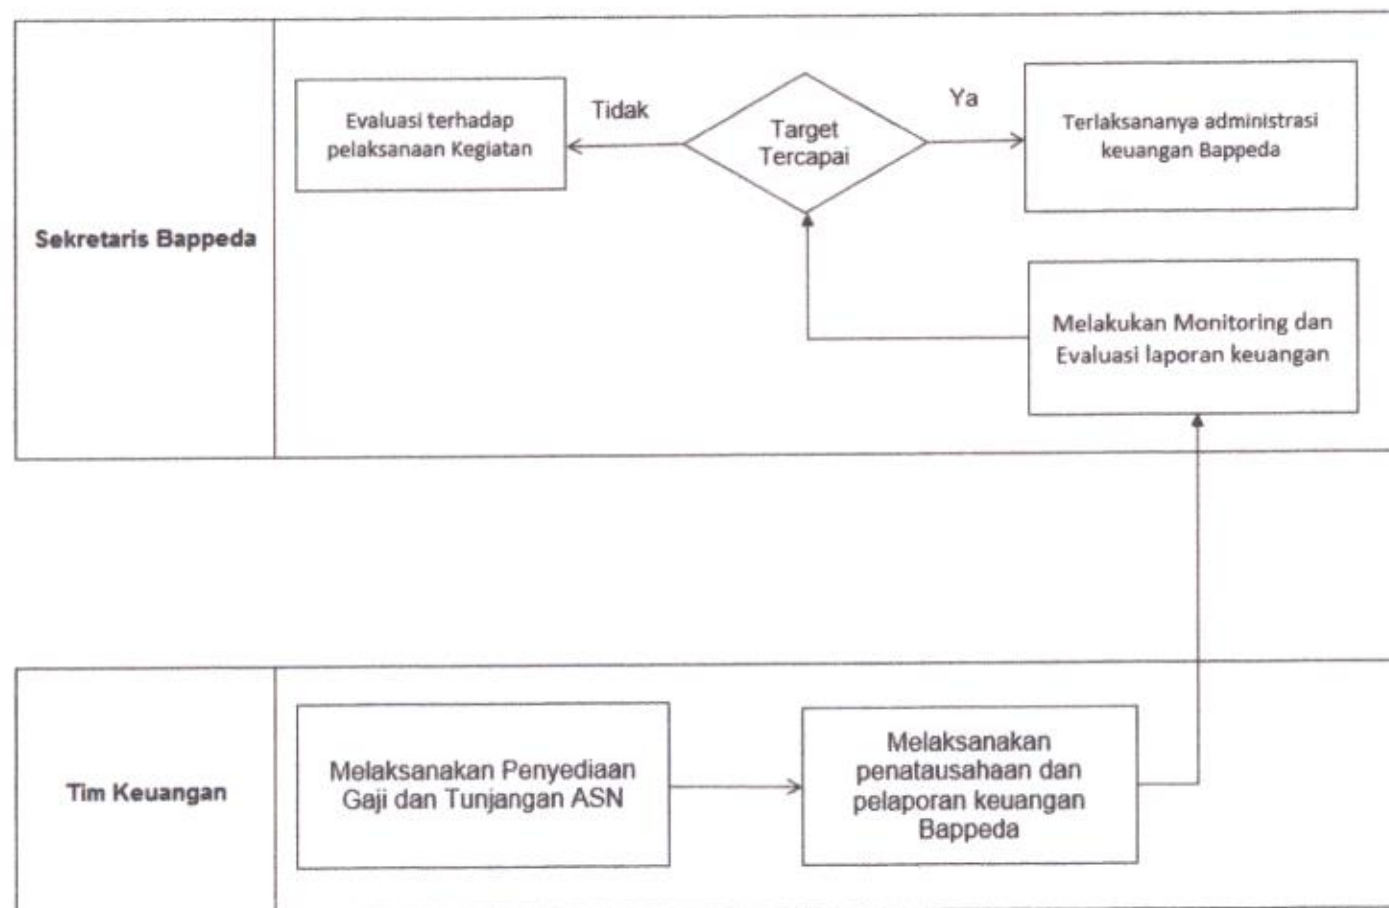 Sekretaris Bappeda
Evaluasi terhadap
pelaksanaan Kegiatan
Tidak
Target
Tercapai
Ya
Terlaksananya administrasi
keuangan Bappeda
Melakukan Monitoring dan
Evaluasi laporan keuangan
Tim Keuangan
Melaksanakan Penyediaan
Gaji dan Tunjangan ASN
Melaksanakan
penatausahaan dan
pelaporan keuangan
Bappeda